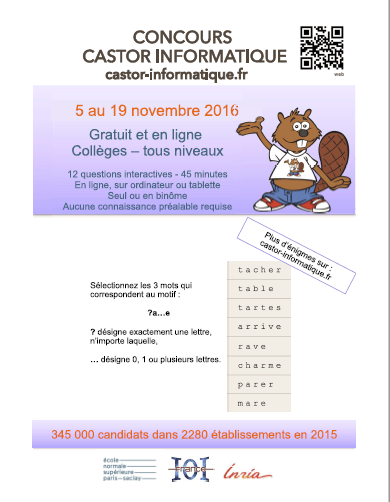 CONCOURS
CASTOR INFORMATIQUE
castor-informatique.fr
web
5 au 19 novembre 2016
Gratuit et en ligne
Collèges – tous niveaux
12 questions interactives - 45 minutes
En ligne, sur ordinateur ou tablette
Seul ou en binôme
Aucune connaissance préalable requise
Plus d'énigmes sur :
castor-informatique.fr
Sélectionnez les 3 mots qui
correspondent au motif :
?a...e
? désigne exactement une lettre,
n'importe laquelle,
... désigne 0, 1 ou plusieurs lettres.
tacher
table
tartes
arrive
rave
charme
parer
mare
345 000 candidats dans 2280 établissements en 2015
école
normale
supérieure
paris–saclay
France
IOI
Inria